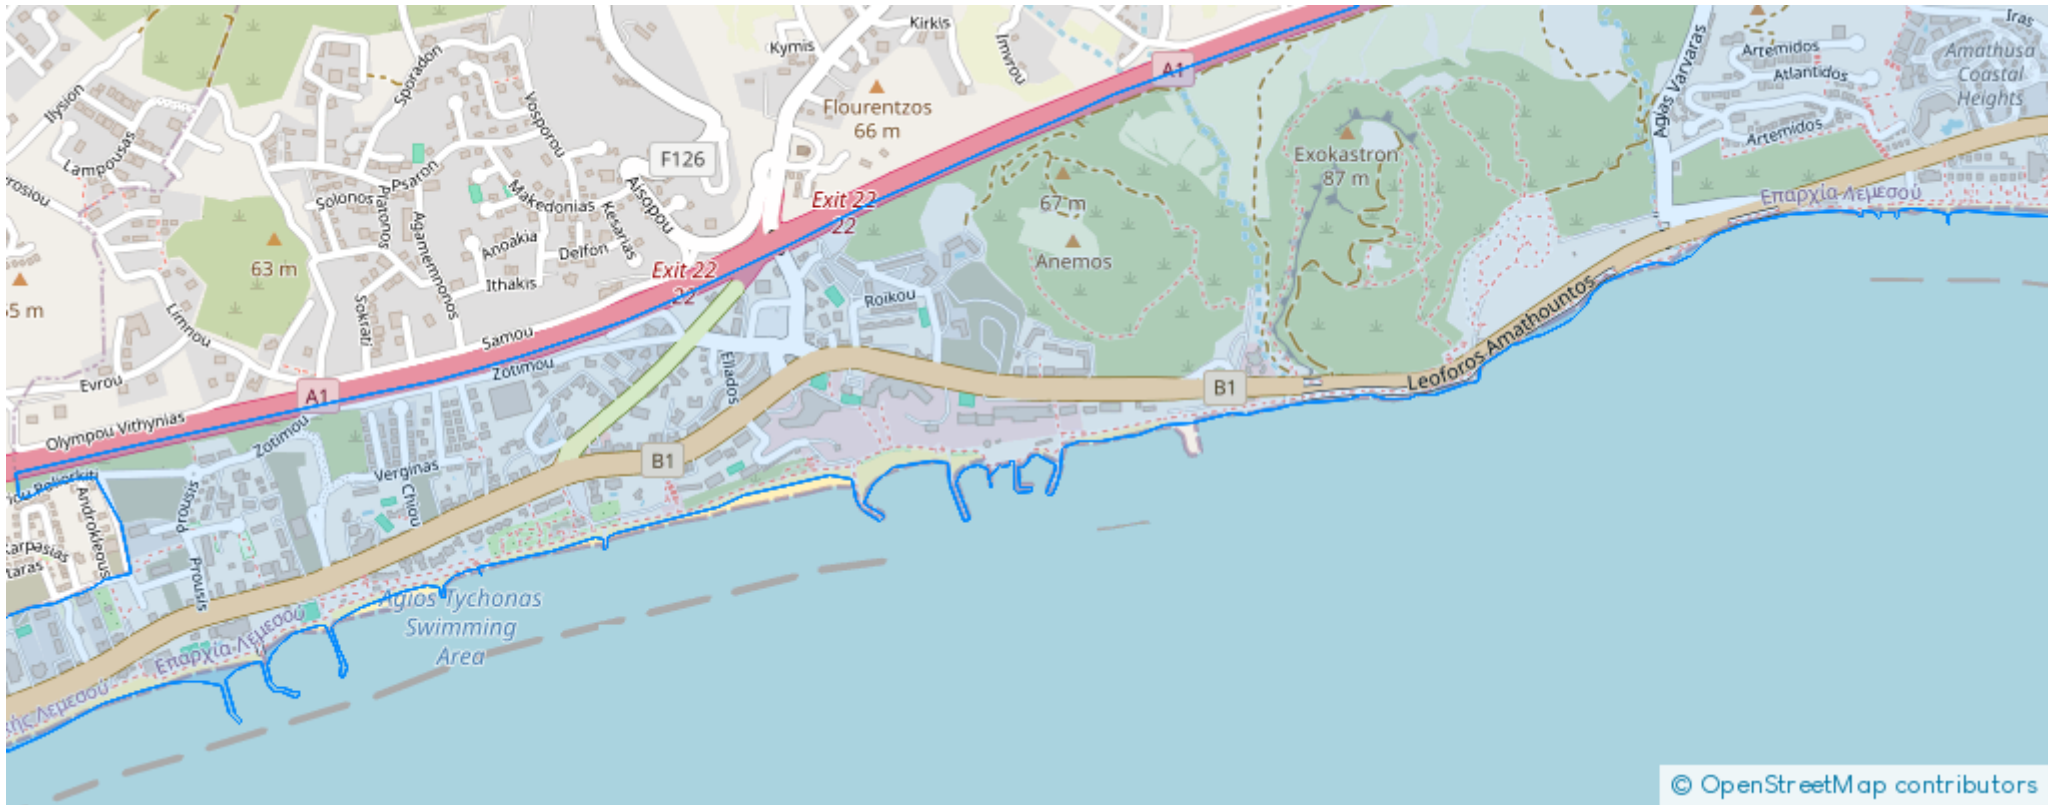 Kirkis
Iras
Kymis
Imvrou
Artemidos
Amathusa
Coastal
Heights
Sporadon
A1
Atlantidos
Ilysion
Vosporou
Flourentzos
66 m
Agias Varvaras
Artemidos
Lampousas
F126
Exokastron
87 m
Psaron
Solonos
Platonos
Makedonias
Aisopou
Exit 22
22
67 m
Επαρχία Λεμεσού
Agamemnonos
Kesarias
Anoakia
Delfon
63 m
Exit 22
22
Anemos
Ithakis
Roikou
Limnou
Sokrati
Samou
Zotimou
Eliados
Leoforos Amathountos
Evrou
A1
B1
Olympou Vithynias
Zotimou
B1
Verginas
Chiou
Androkleous
Prousis
Karpasias
Prousis
Agios Tychonas
Swimming
Area
Επαρχία Λεμεσού
© OpenStreetMap contributors